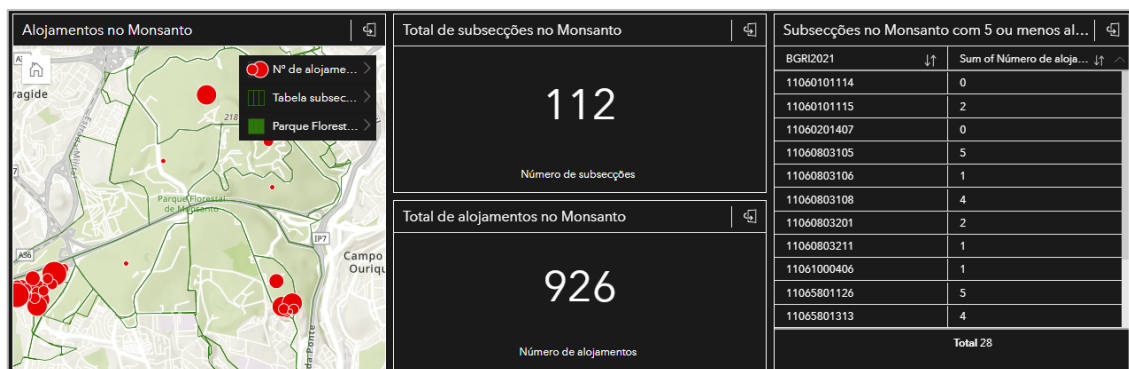 Alojamentos no Monsanto
Nº de alojame...
Tabela subsec...
Parque Florest...
ragide
Estrada Militar
218
Parque Florestal
de Monsanto
IP7
A36
Campo
Ouriqu
da Ponte
Total de subsecções no Monsanto
112
Número de subsecções
Total de alojamentos no Monsanto
926
Número de alojamentos
Subsecções no Monsanto com 5 ou menos al...
BGRI2021 Sum of Número de aloja...
11060101114 0
11060101115 2
11060201407 0
11060803105 5
11060803106 1
11060803108 4
11060803201 2
11060803211 1
11061000406 1
11065801126 5
11065801313 4
Total 28